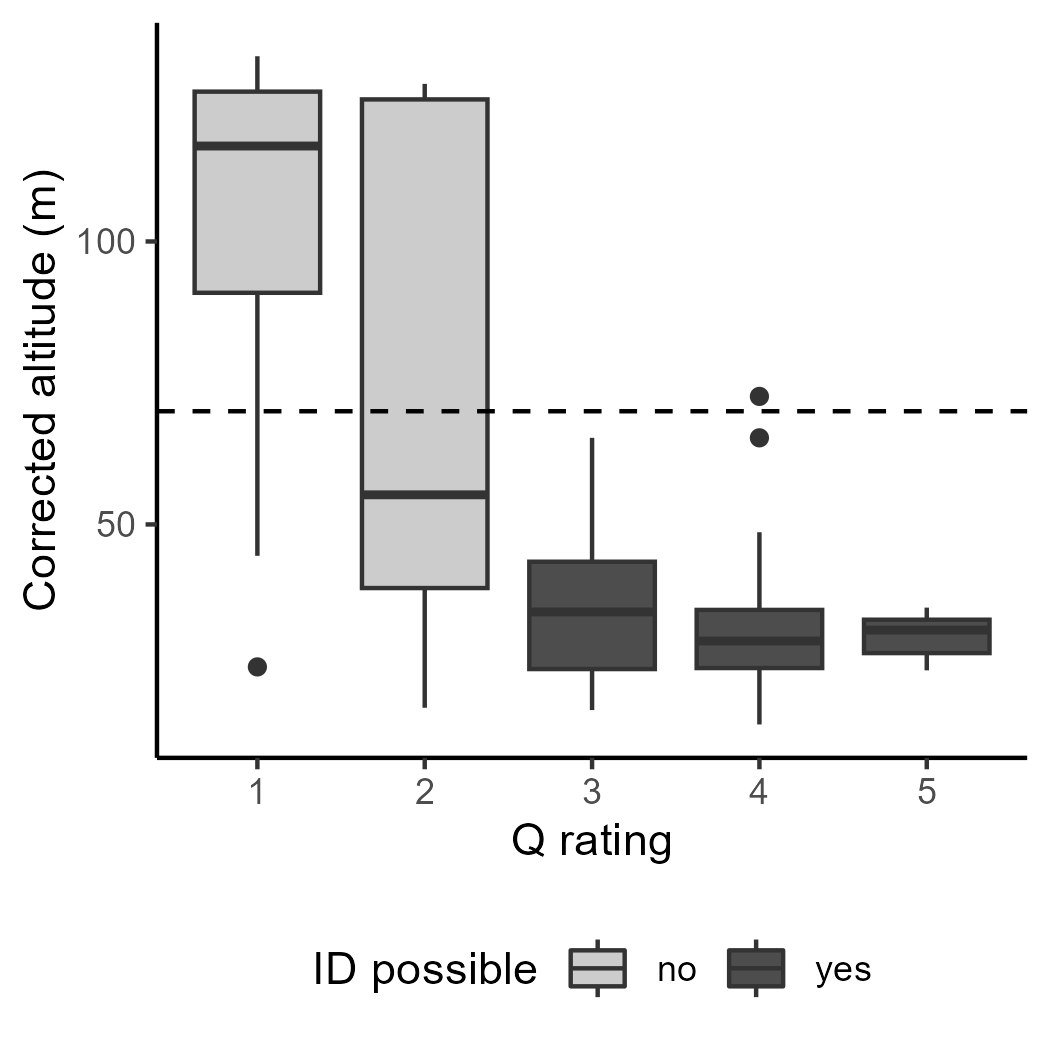 Corrected altitude (m)
100
50
1 2 3 4 5
Q rating
ID possible no yes